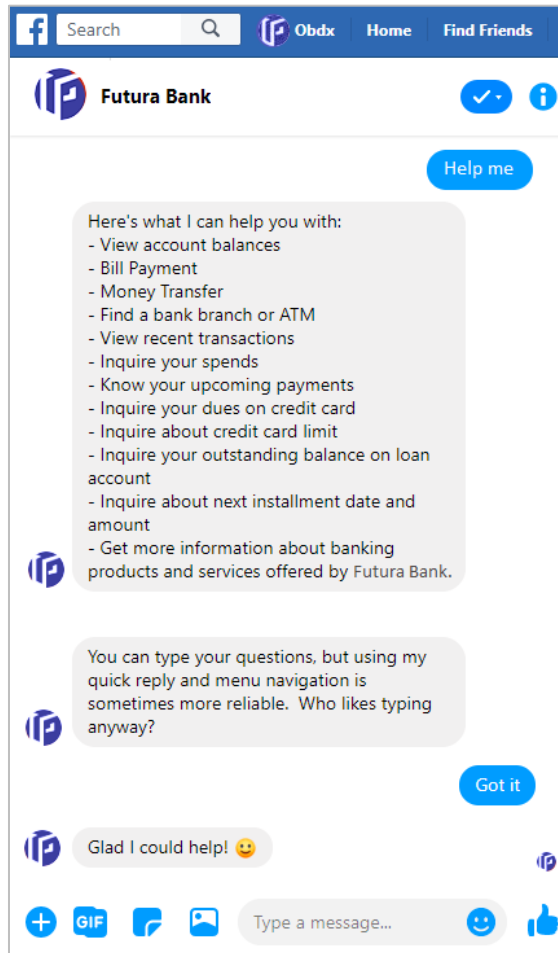 f Search Obdx Home Find Friends
Futura Bank
Help me
Here's what I can help you with:
- View account balances
- Bill Payment
- Money Transfer
- Find a bank branch or ATM
- View recent transactions
- Inquire your spends
- Know your upcoming payments
- Inquire your dues on credit card
- Inquire about credit card limit
- Inquire your outstanding balance on loan
account
- Inquire about next installment date and
amount
- Get more information about banking
products and services offered by Futura Bank.
You can type your questions, but using my
quick reply and menu navigation is
sometimes more reliable.  Who likes typing
anyway?
Got it
Glad I could help! 🙂
GIF Type a message...